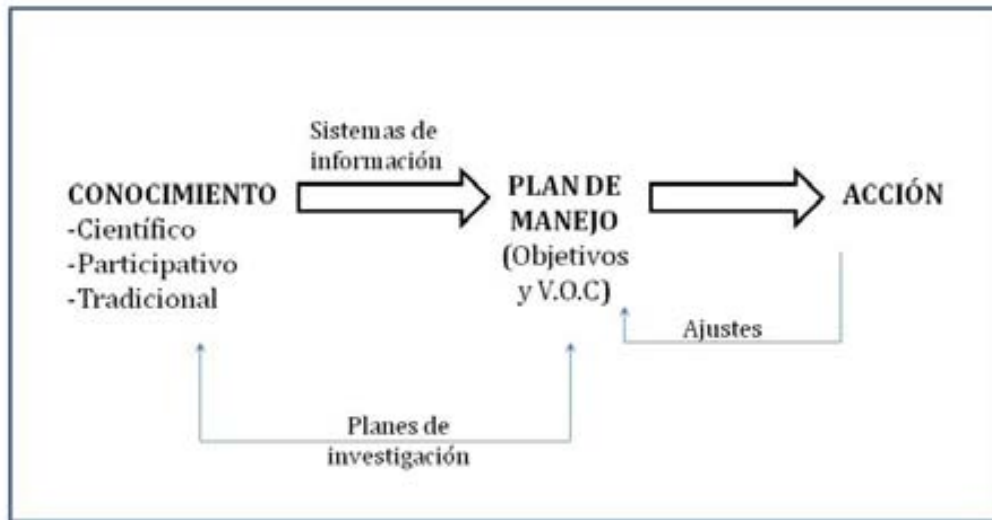 Sistemas de
información
CONOCIMIENTO
-Científico
-Participativo
-Tradicional
PLAN DE
MANEJO
(Objetivos
y V.O.C)
ACCIÓN
Ajustes
Planes de
investigación